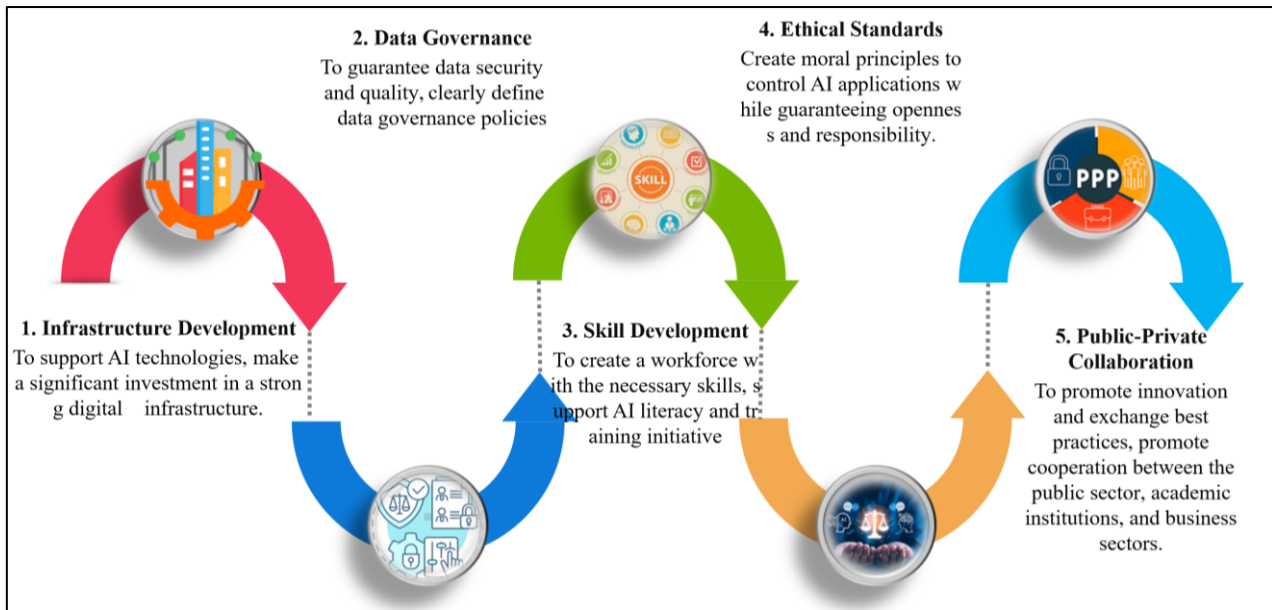 1. Infrastructure Development
To support AI technologies, make
a significant investment in a stron
g digital infrastructure.
2. Data Governance
To guarantee data security
and quality, clearly define
data governance policies
SKILL
3. Skill Development
To create a workforce w
ith the necessary skills, s
upport AI literacy and tr
aining initiative
4. Ethical Standards
Create moral principles to
control AI applications w
hile guaranteeing opennes
s and responsibility.
PPP
5. Public-Private
Collaboration
To promote innovation
and exchange best
practices, promote
cooperation between the
public sector, academic
institutions, and business
sectors.